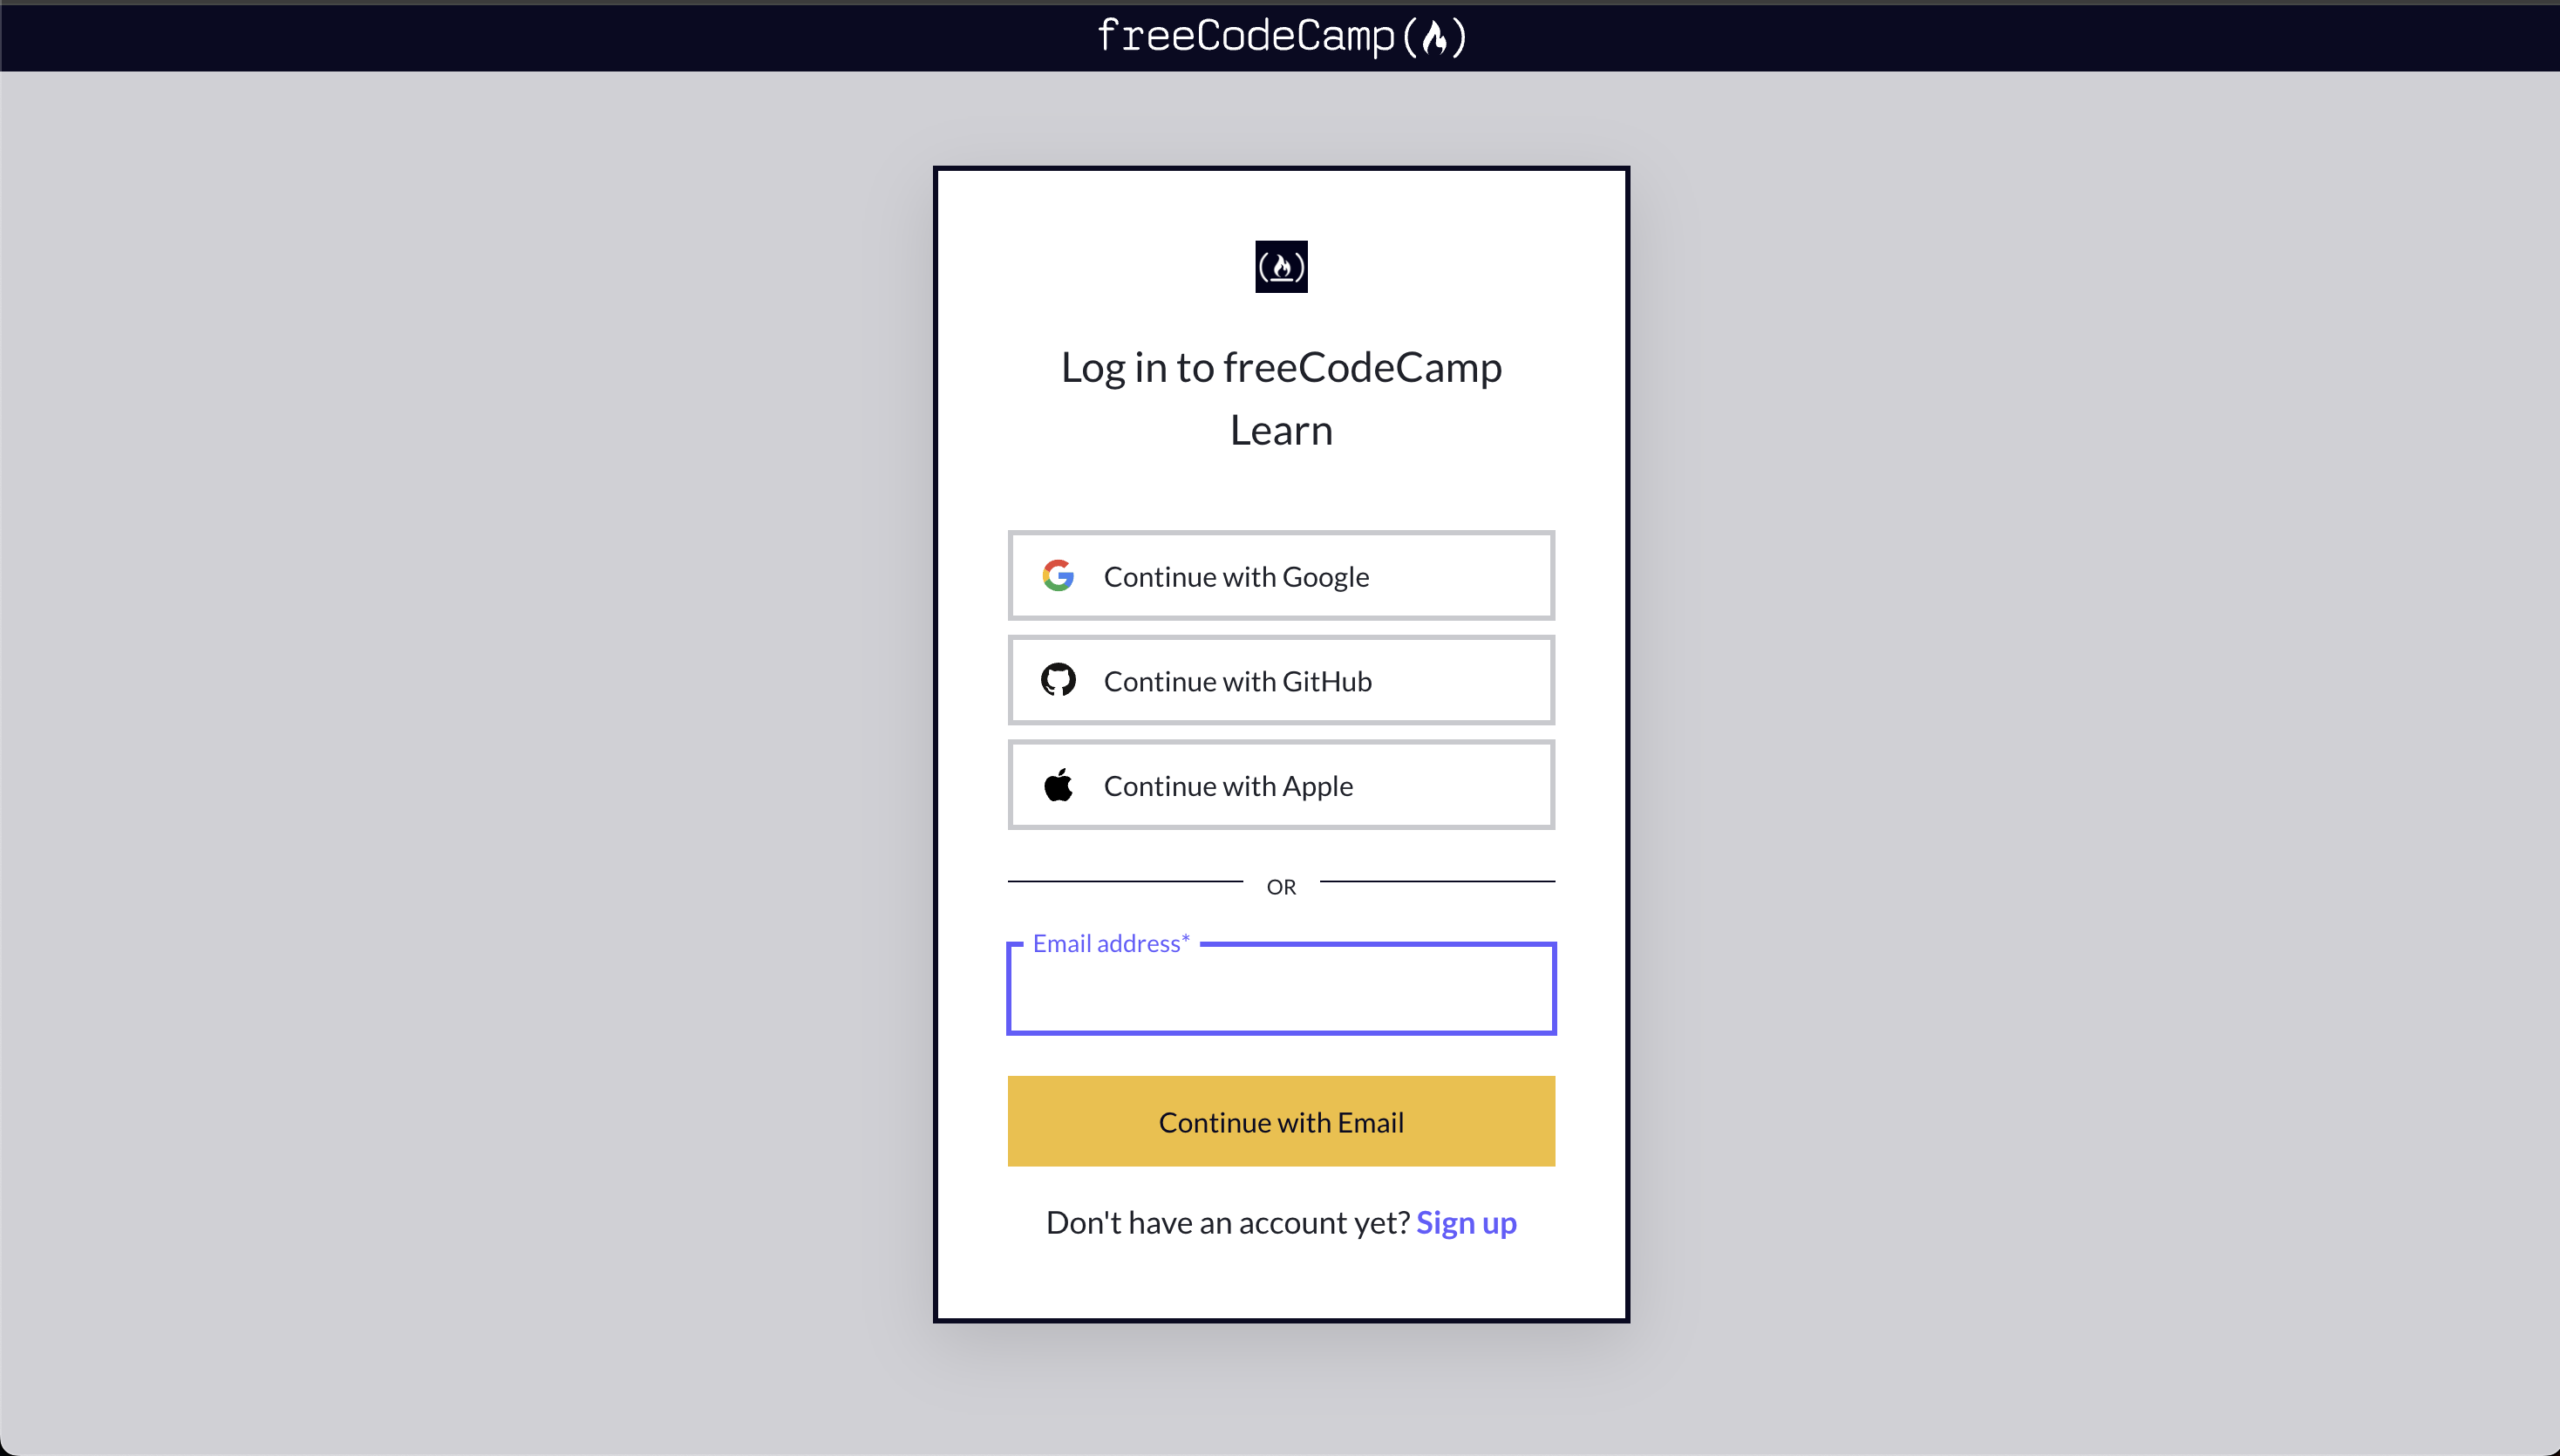 freeCodeCamp
Log in to freeCodeCamp
Learn
Continue with Google
Continue with GitHub
Continue with Apple
OR
Email address*
Continue with Email
Don't have an account yet? Sign up